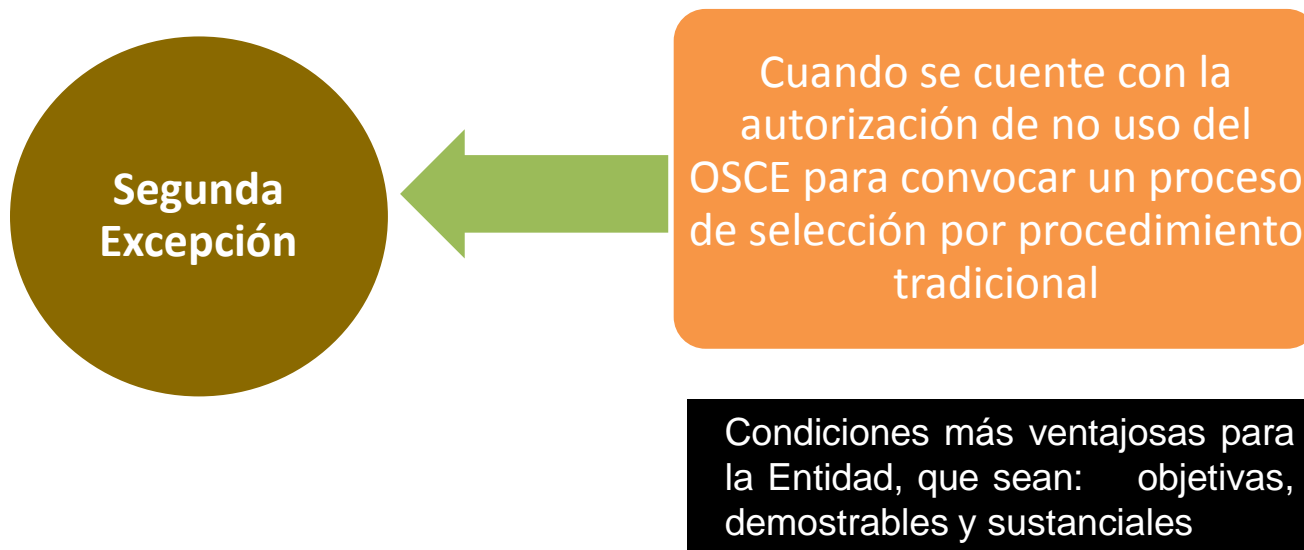 Segunda
Excepción
Cuando se cuente con la
autorización de no uso del
OSCE para convocar un proceso
de selección por procedimiento
tradicional
Condiciones más ventajosas para
la Entidad, que sean: objetivas,
demostrables y sustanciales